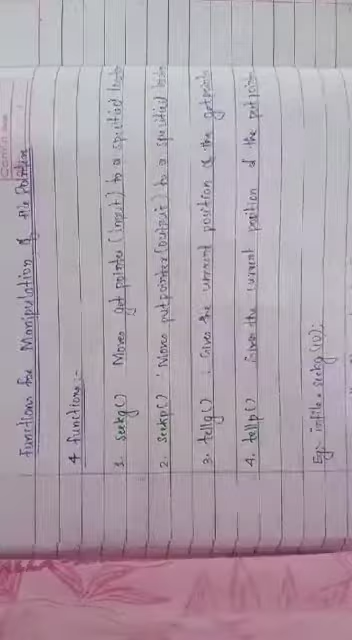 Functions for Manipulation of File Pointers
4 functions:-
1. seekg() Moves get pointer (input) to a specified
2. seekp() : Moves put pointer (output) to a specified
3. tellg() : Gives the current position of the get pointer
4. tellp() Gives the current position of the put pointer
Eg:- infile.seekg(10);